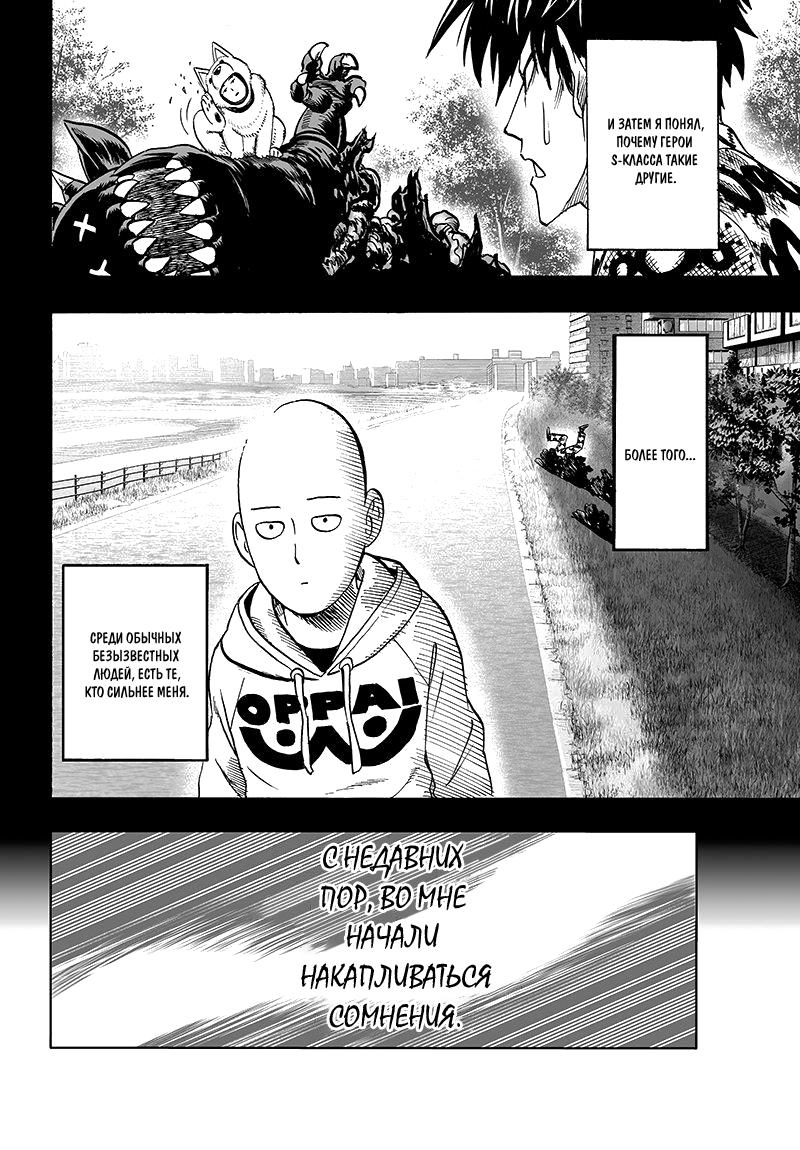 И ЗАТЕМ Я ПОНЯЛ,
ПОЧЕМУ ГЕРОИ
S-КЛАССА ТАКИЕ
ДРУГИЕ.
БОЛЕЕ ТОГО...
СРЕДИ ОБЫЧНЫХ
БЕЗЫЗВЕСТНЫХ
ЛЮДЕЙ, ЕСТЬ ТЕ,
КТО СИЛЬНЕЕ МЕНЯ.
OPPAI
С НЕДАВНИХ
ПОР, ВО МНЕ
НАЧАЛИ
НАКАПЛИВАТЬСЯ
СОМНЕНИЯ.